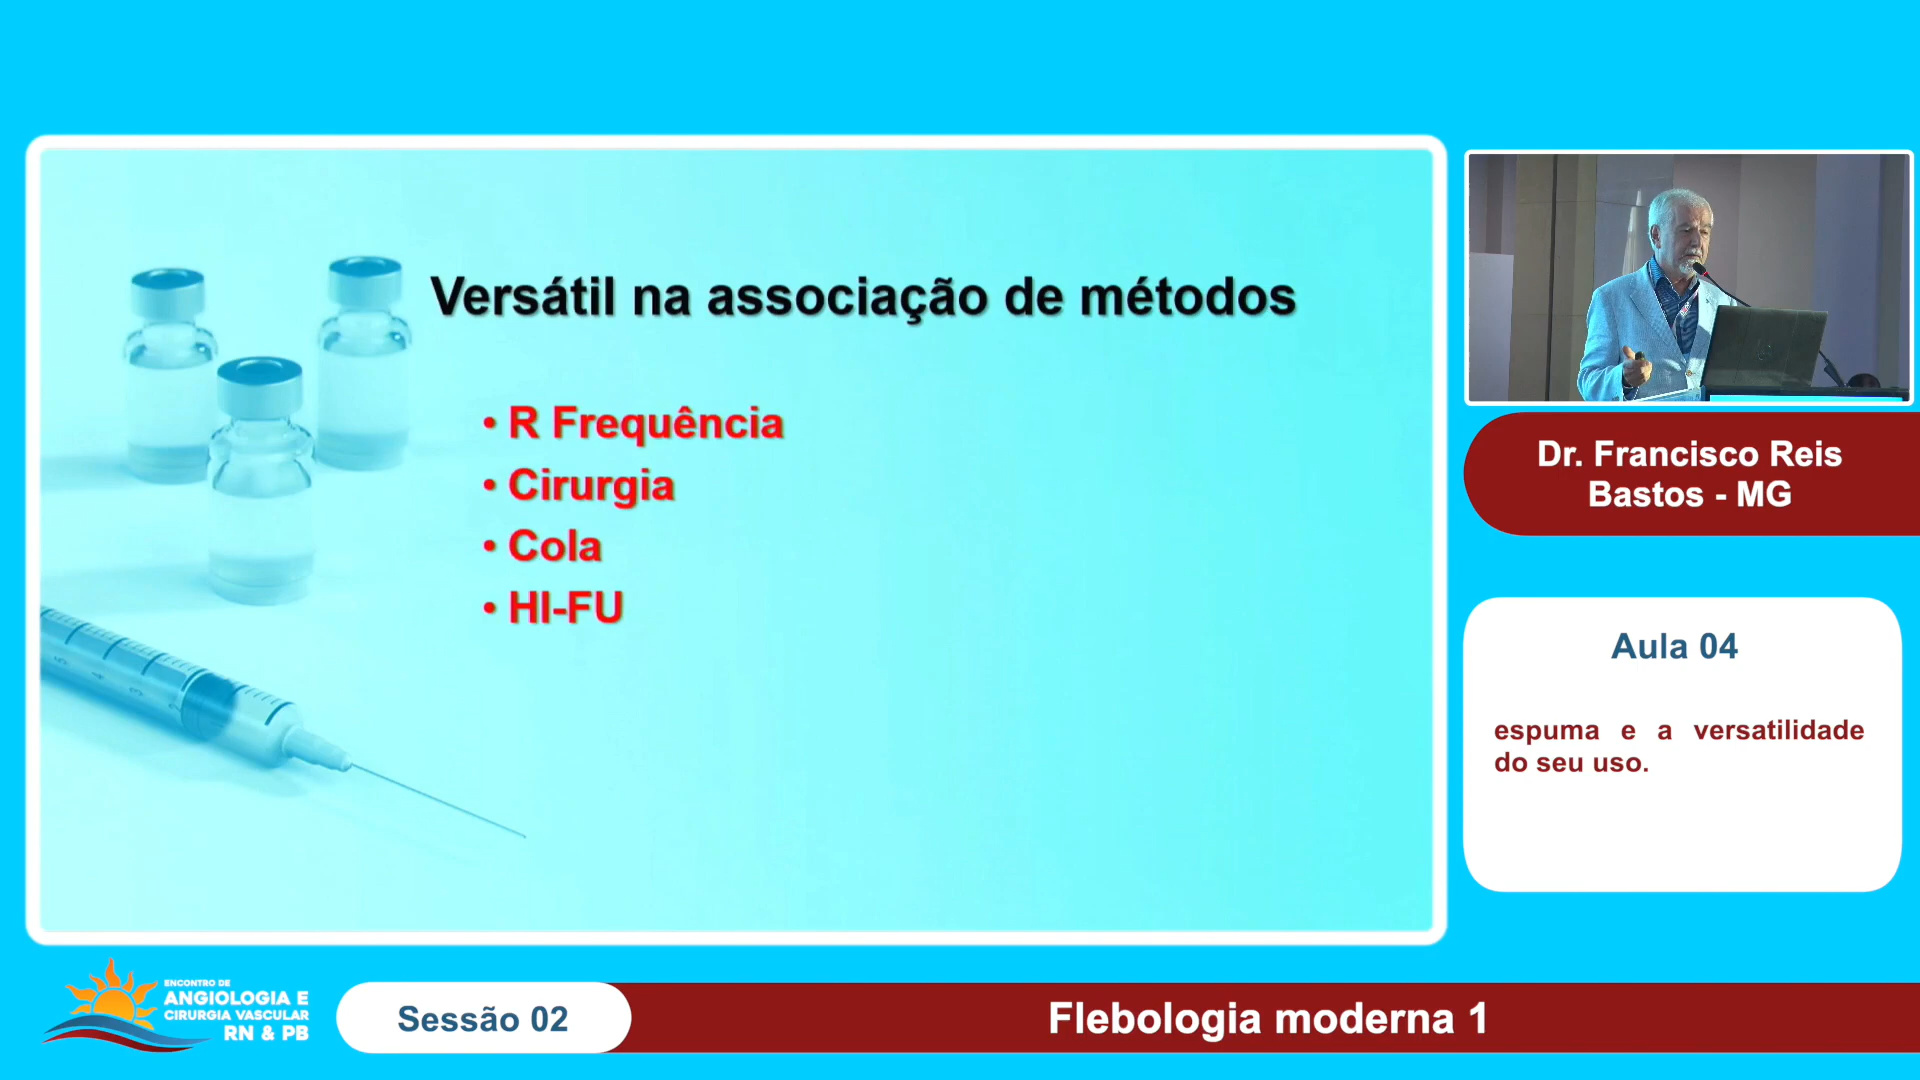 Versátil na associação de métodos
• R Frequência
• Cirurgia
• Cola
• HI-FU
Dr. Francisco Reis
Bastos - MG
Aula 04
espuma e a versatilidade
do seu uso.
ENCONTRO DE
ANGIOLOGIA E
CIRURGIA VASCULAR
RN & PB
Sessão 02
Flebologia moderna 1